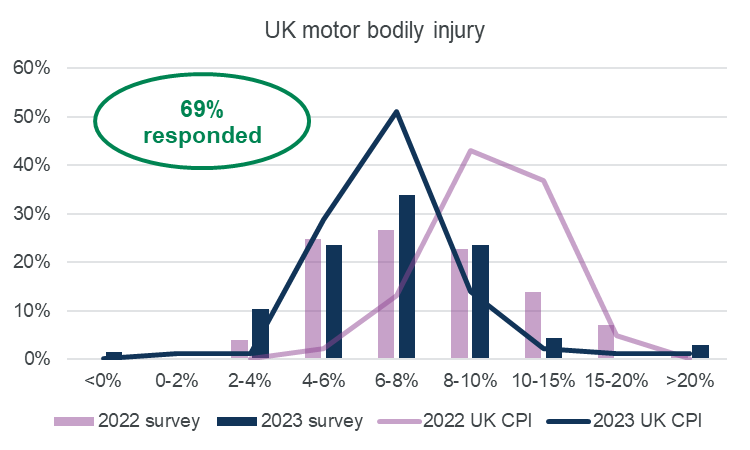 UK motor bodily injury
60%
50%
40%
30%
20%
10%
0%
69%
responded
<0% 0-2% 2-4% 4-6% 6-8% 8-10% 10-15% 15-20% >20%
2022 survey 2023 survey 2022 UK CPI 2023 UK CPI